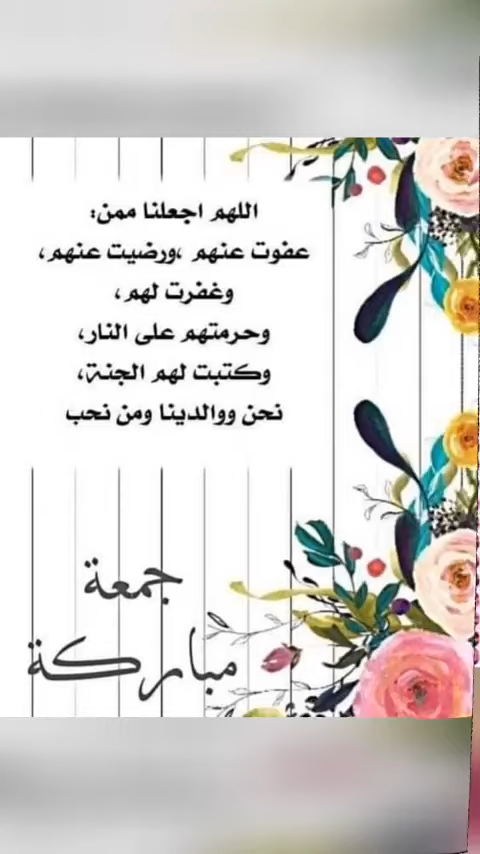 اللهم اجعلنا ممن:
عفوت عنهم ،ورضيت عنهم،
وغفرت لهم،
وحرمتهم على النار،
وكتبت لهم الجنة،
نحن ووالدينا ومن نحب
جمعة
مباركة